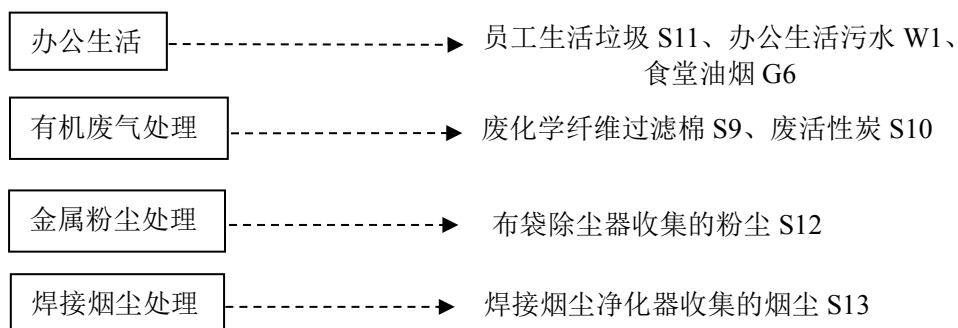 办公生活
员工生活垃圾 S11、办公生活污水 W1、
食堂油烟 G6
有机废气处理
废化学纤维过滤棉 S9、废活性炭 S10
金属粉尘处理
布袋除尘器收集的粉尘 S12
焊接烟尘处理
焊接烟尘净化器收集的烟尘 S13